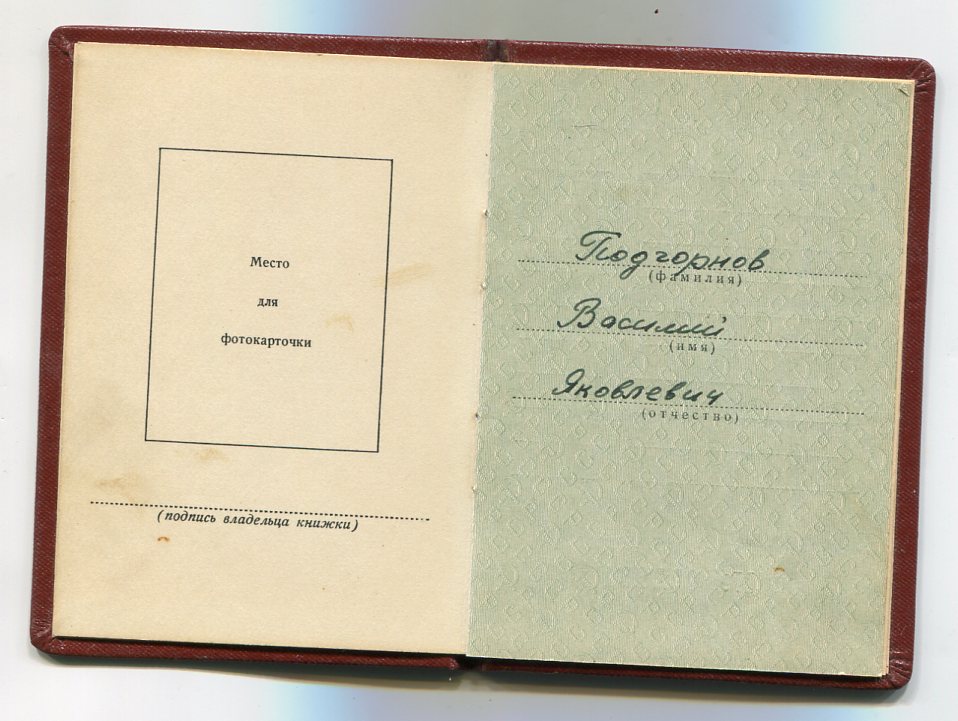 Место
для
фотокарточки
(подпись владельца книжки)
Подгорнов
(фамилия)
Василий
(имя)
Яковлевич
(отчество)